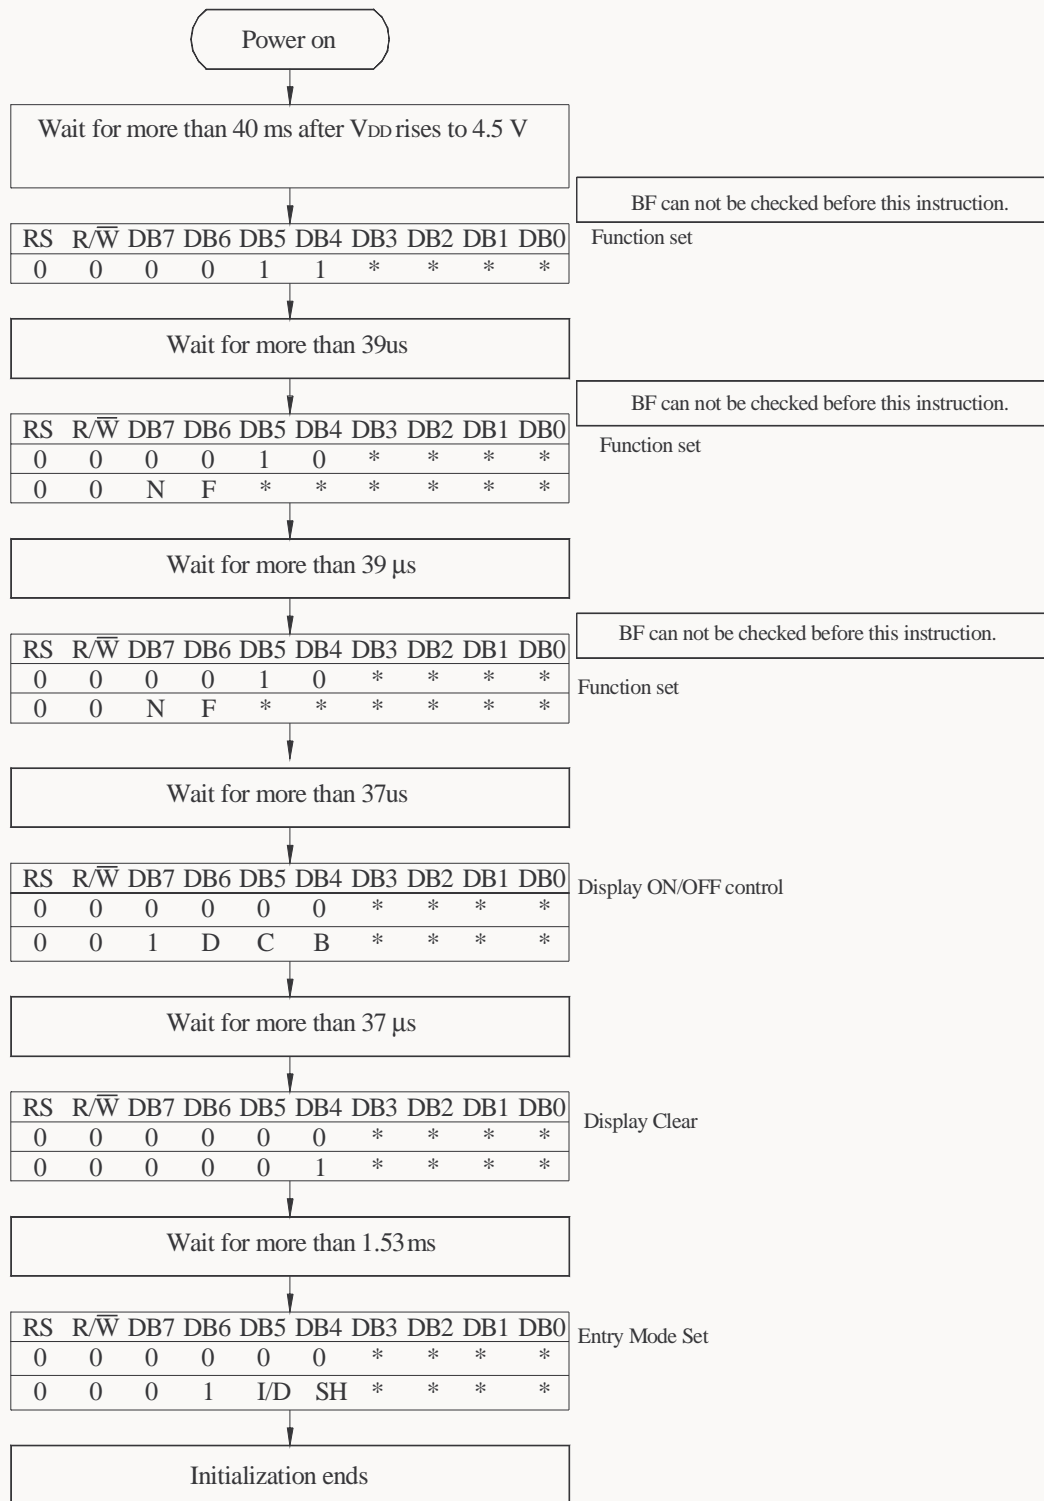 Power on
Wait for more than 40 ms after VDD rises to 4.5 V
BF can not be checked before this instruction.
RS R/W̅ DB7 DB6 DB5 DB4 DB3 DB2 DB1 DB0
Function set
0 0 0 0 1 1 * * * *
Wait for more than 39us
BF can not be checked before this instruction.
RS R/W̅ DB7 DB6 DB5 DB4 DB3 DB2 DB1 DB0
Function set
0 0 0 0 1 0 * * * *
0 0 N F * * * * * *
Wait for more than 39 µs
BF can not be checked before this instruction.
RS R/W̅ DB7 DB6 DB5 DB4 DB3 DB2 DB1 DB0
0 0 0 0 1 0 * * * *
Function set
0 0 N F * * * * * *
Wait for more than 37us
RS R/W̅ DB7 DB6 DB5 DB4 DB3 DB2 DB1 DB0
Display ON/OFF control
0 0 0 0 0 0 * * * *
0 0 1 D C B * * * *
Wait for more than 37 µs
RS R/W̅ DB7 DB6 DB5 DB4 DB3 DB2 DB1 DB0
Display Clear
0 0 0 0 0 0 * * * *
0 0 0 0 0 1 * * * *
Wait for more than 1.53ms
RS R/W̅ DB7 DB6 DB5 DB4 DB3 DB2 DB1 DB0
Entry Mode Set
0 0 0 0 0 0 * * * *
0 0 0 1 I/D SH * * * *
Initialization ends